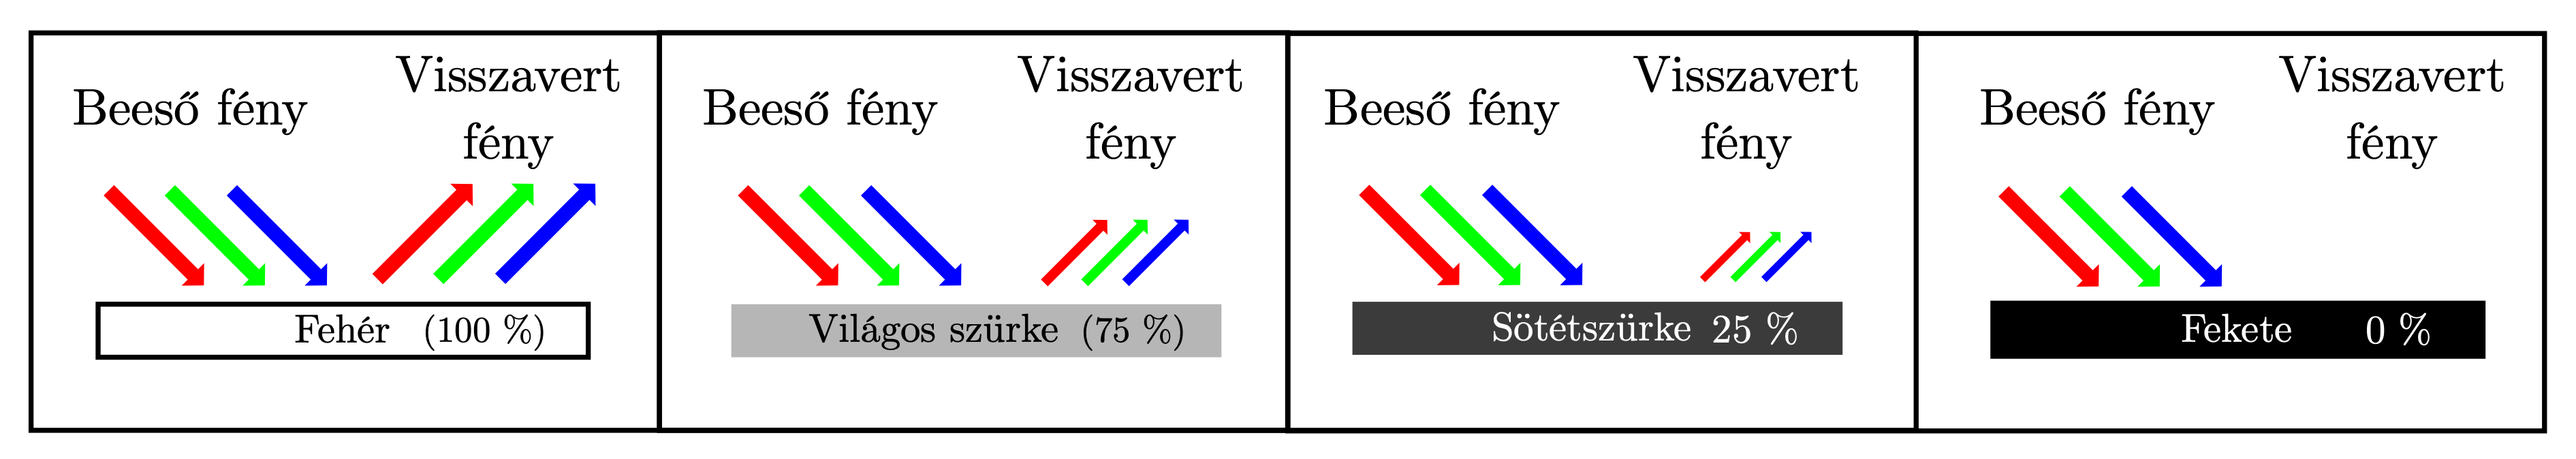 Beeső fény
Visszavert
fény
Fehér (100 %)
Beeső fény
Visszavert
fény
Világos szürke (75 %)
Beeső fény
Visszavert
fény
Sötétszürke 25 %
Beeső fény
Visszavert
fény
Fekete 0 %